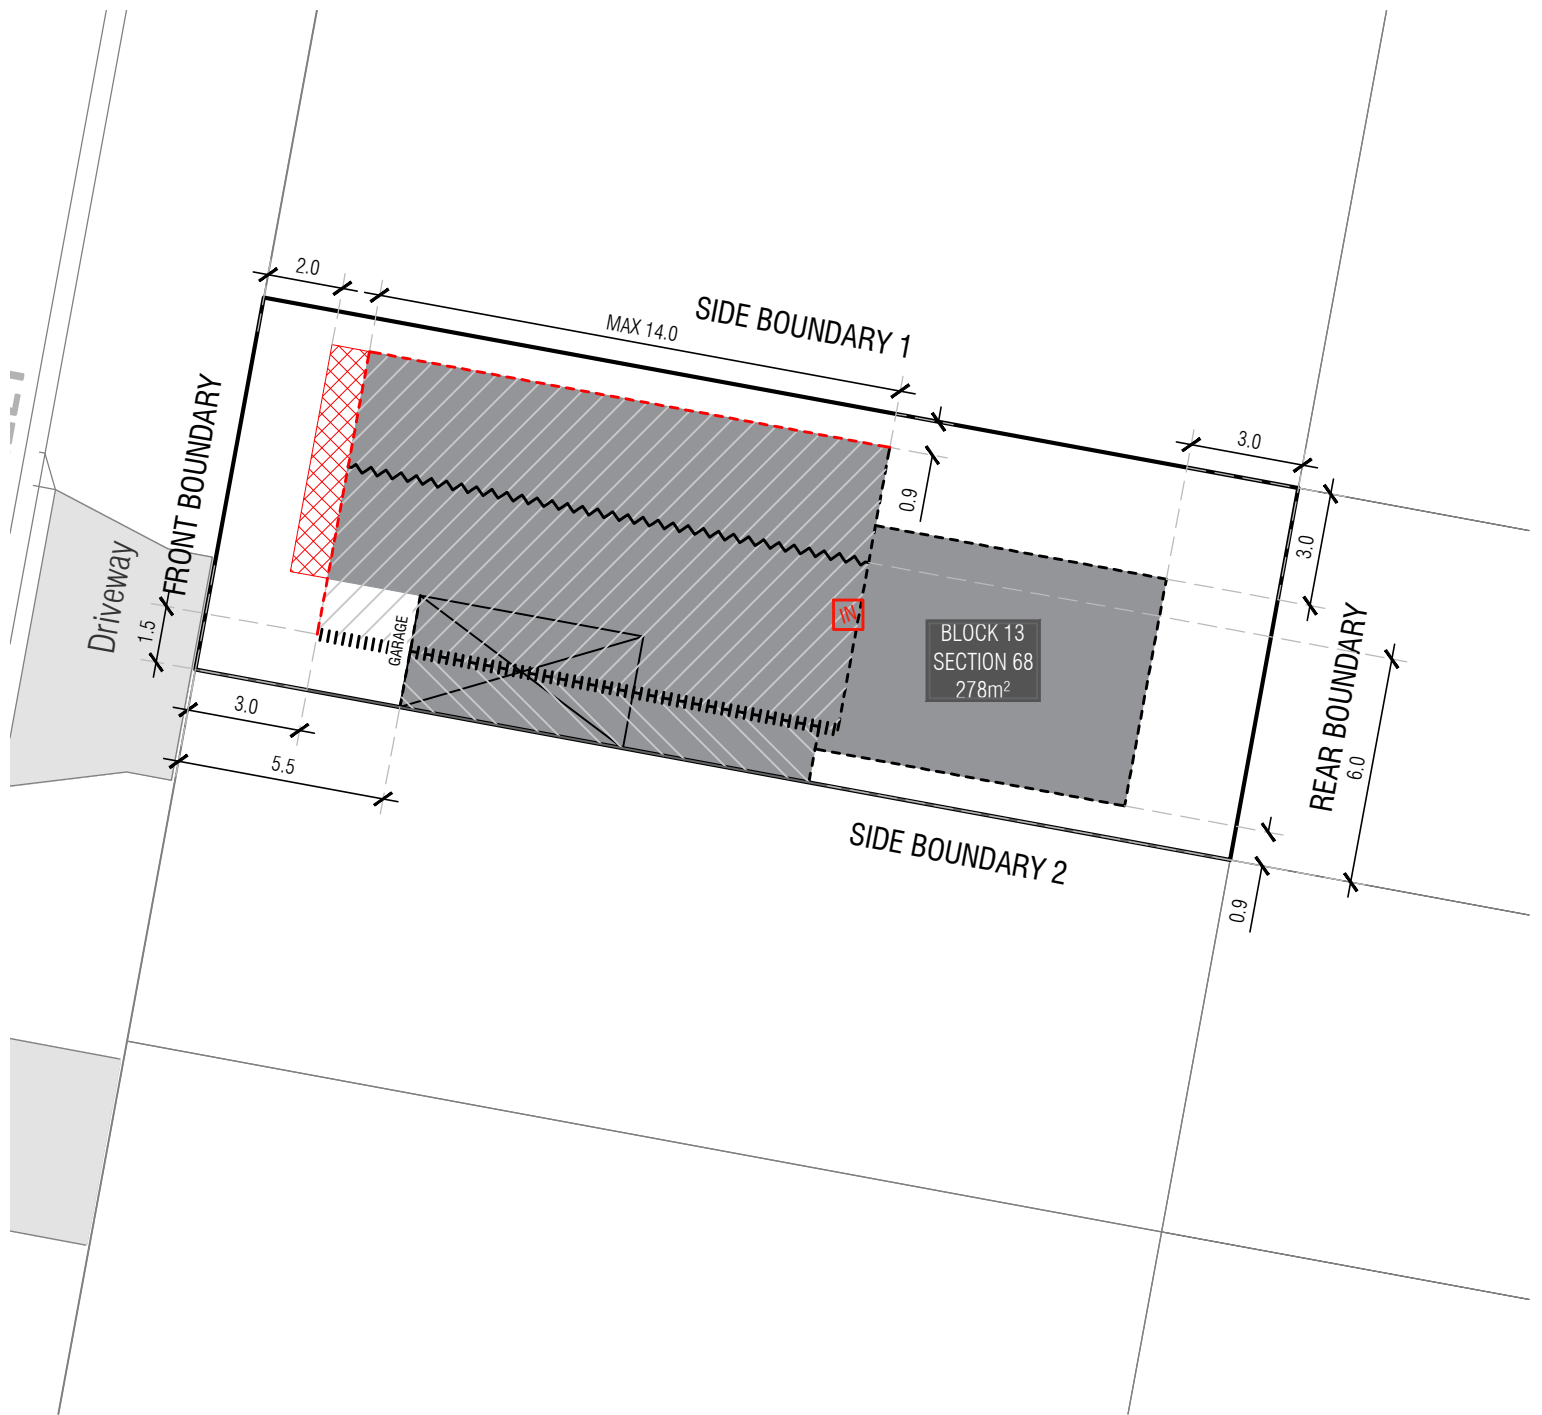 2.0
SIDE BOUNDARY 1
MAX 14.0
3.0
FRONT BOUNDARY
0.9
3.0
Driveway
1.5
GARAGE
IN
BLOCK 13
SECTION 68
278m²
REAR BOUNDARY
3.0
5.5
6.0
SIDE BOUNDARY 2
0.9